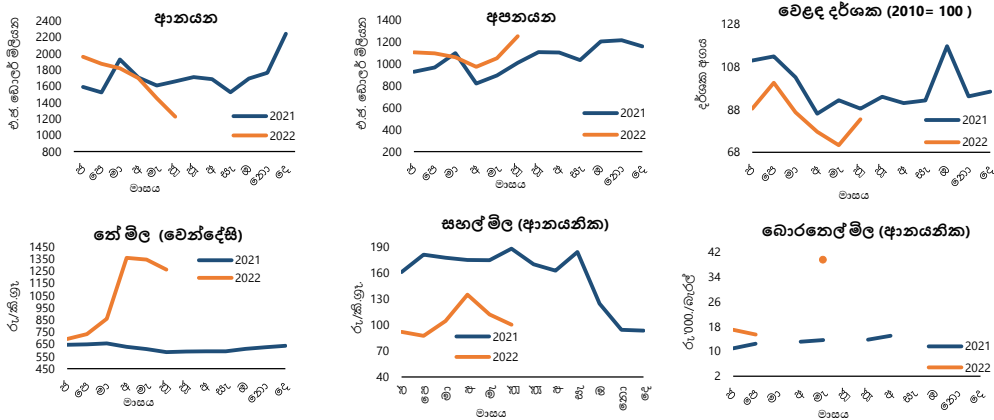 ආනයන
එ.ජ. ඩොලර් මිලියන
2400
2200
2000
1800
1600
1400
1200
1000
800
2021
2022
ජ පෙ මා අ මැ ජූ ජූ අ සැ ඔ නො දෙ
මාසය
අපනයන
එ.ජ. ඩොලර් මිලියන
1400
1200
1000
800
600
400
200
2021
2022
ජ පෙ මා අ මැ ජූ ජූ අ සැ ඔ නො දෙ
මාසය
වෙළඳ දර්ශක (2010= 100 )
දර්ශක අගය
128
108
88
68
2021
2022
ජ පෙ මා අ මැ ජූ ජූ අ සැ ඔ නො දෙ
මාසය
තේ මිල (වෙන්දේසි)
රු/කි.ග්‍රෑ
1450
1350
1250
1150
1050
950
850
750
650
550
450
2021
2022
ජ පෙ මා අ මැ ජූ ජූ අ සැ ඔ නො දෙ
මාසය
සහල් මිල (ආනයනික)
රු/කි.ග්‍රෑ
190
160
130
100
70
40
2021
2022
ජ පෙ මා අ මැ ජූ ජූ අ සැ ඔ නො දෙ
මාසය
බොරතෙල් මිල (ආනයනික)
රු'000/බැරල්
42
34
26
18
10
2
2021
2022
ජ පෙ මා අ මැ ජූ ජූ අ සැ ඔ නො දෙ
මාසය